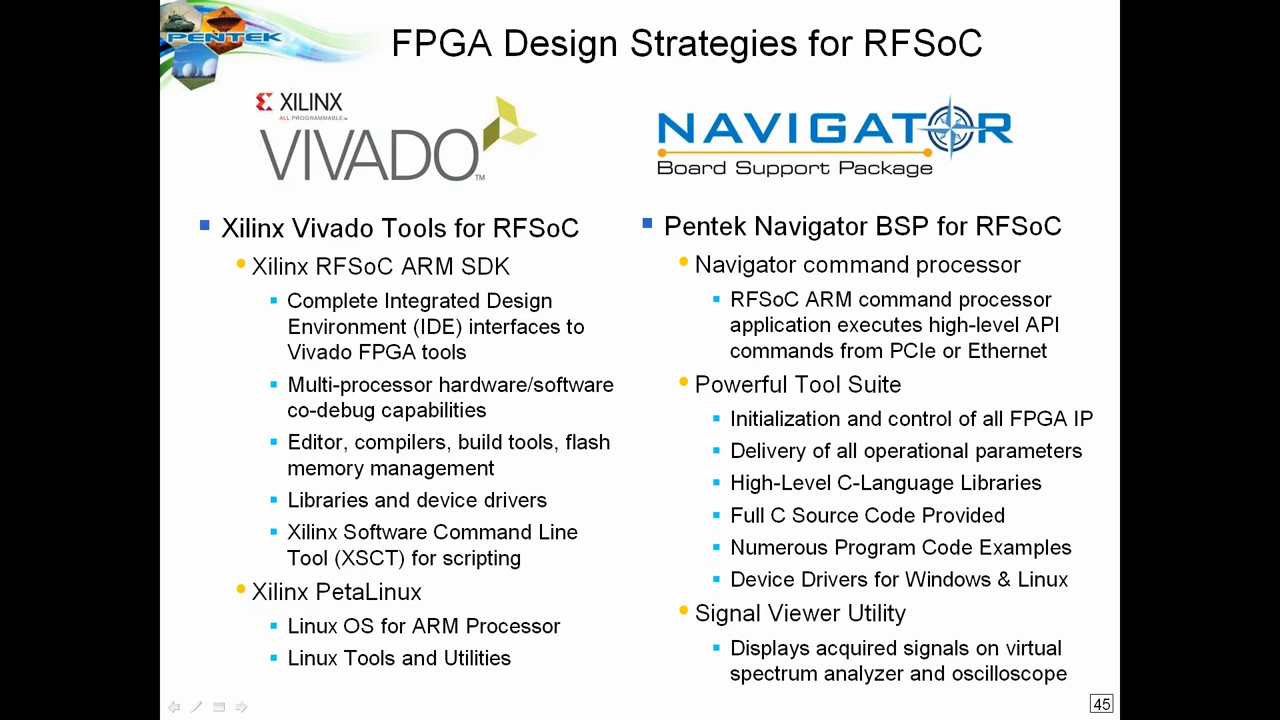 PENTEK
FPGA Design Strategies for RFSoC
XILINX
ALL PROGRAMMABLE™
VIVADO™
NAVIGATOR
Board Support Package
Xilinx Vivado Tools for RFSoC
Xilinx RFSoC ARM SDK
Complete Integrated Design
Environment (IDE) interfaces to
Vivado FPGA tools
Multi-processor hardware/software
co-debug capabilities
Editor, compilers, build tools, flash
memory management
Libraries and device drivers
Xilinx Software Command Line
Tool (XSCT) for scripting
Xilinx PetaLinux
Linux OS for ARM Processor
Linux Tools and Utilities
Pentek Navigator BSP for RFSoC
Navigator command processor
RFSoC ARM command processor
application executes high-level API
commands from PCIe or Ethernet
Powerful Tool Suite
Initialization and control of all FPGA IP
Delivery of all operational parameters
High-Level C-Language Libraries
Full C Source Code Provided
Numerous Program Code Examples
Device Drivers for Windows & Linux
Signal Viewer Utility
Displays acquired signals on virtual
spectrum analyzer and oscilloscope
45